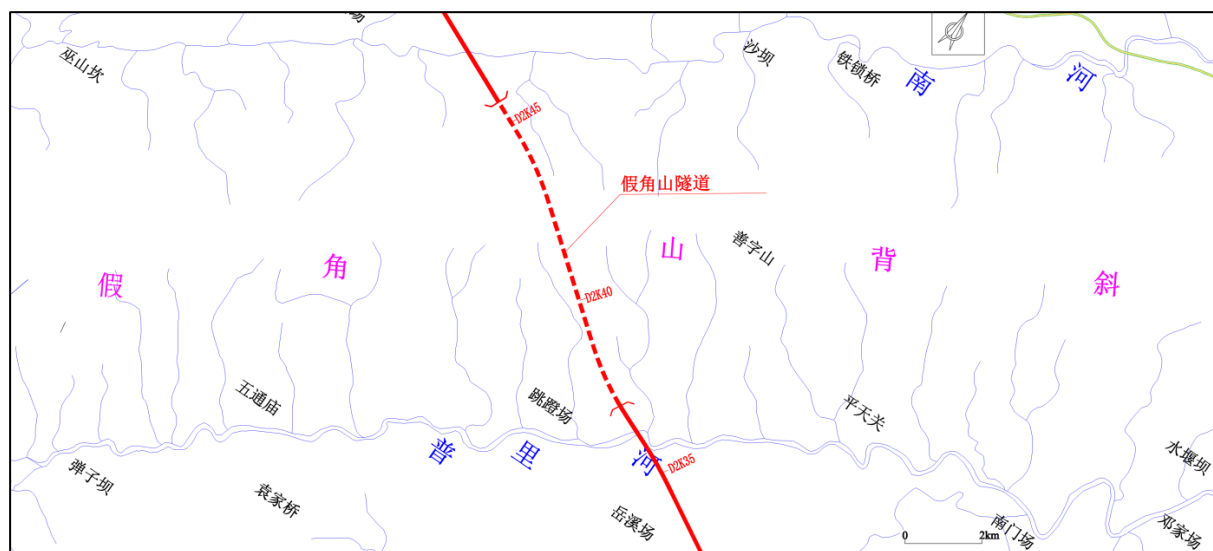 场
巫山坎
沙坝
铁锁桥
南河
D2K45
假角山隧道
善字山
假角山背斜
D2K40
五通庙
跳蹬场
平天关
普里河
D2K35
水堰坝
弹子坝
袁家桥
岳溪场
南门场
邓家场
0 2km